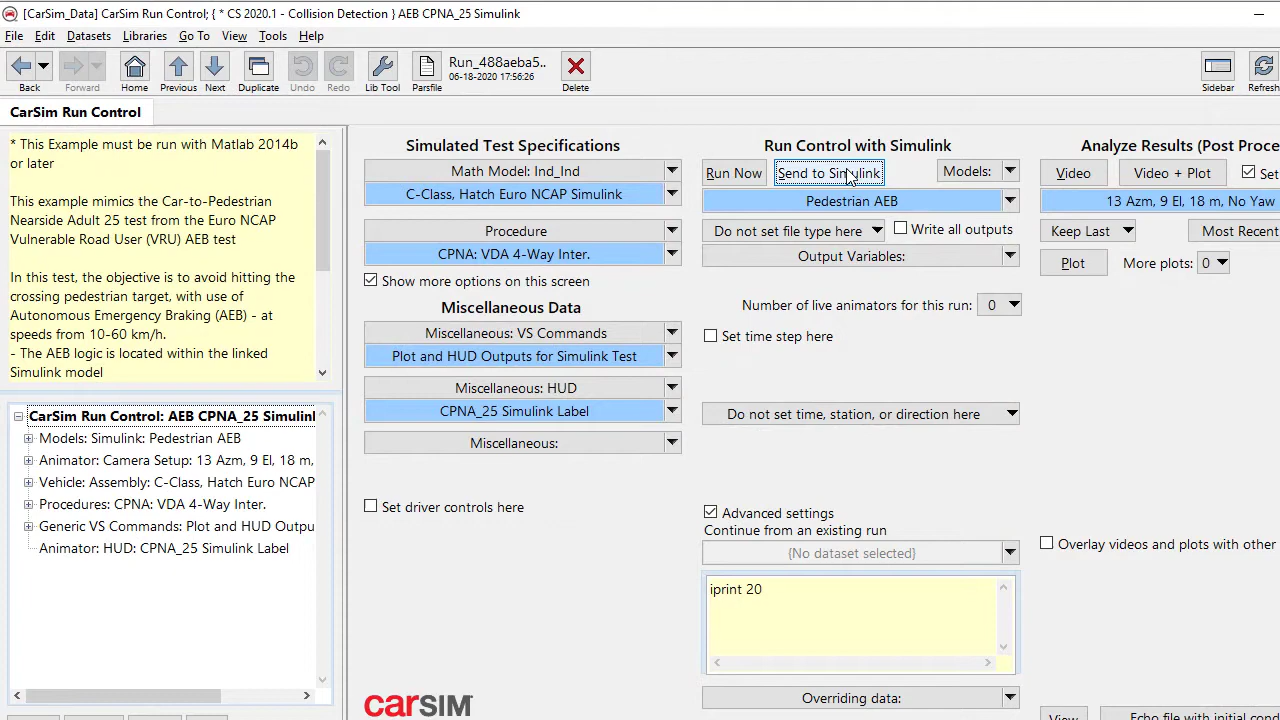 [CarSim_Data] CarSim Run Control; { * CS 2020.1 - Collision Detection } AEB CPNA_25 Simulink
File Edit Datasets Libraries Go To View Tools Help
Run_488aeba5..
06-18-2020 17:56:26
Back Forward Home Previous Next Duplicate Undo Redo Lib Tool Parsfile Delete Sidebar Refresh
CarSim Run Control
* This Example must be run with Matlab 2014b
or later
This example mimics the Car-to-Pedestrian
Nearside Adult 25 test from the Euro NCAP
Vulnerable Road User (VRU) AEB test
In this test, the objective is to avoid hitting the
crossing pedestrian target, with use of
Autonomous Emergency Braking (AEB) - at
speeds from 10-60 km/h.
- The AEB logic is located within the linked
Simulink model
CarSim Run Control: AEB CPNA_25 Simulin
Models: Simulink: Pedestrian AEB
Animator: Camera Setup: 13 Azm, 9 El, 18 m,
Vehicle: Assembly: C-Class, Hatch Euro NCAP
Procedures: CPNA: VDA 4-Way Inter.
Generic VS Commands: Plot and HUD Outpu
Animator: HUD: CPNA_25 Simulink Label
Simulated Test Specifications
Math Model: Ind_Ind
C-Class, Hatch Euro NCAP Simulink
Procedure
CPNA: VDA 4-Way Inter.
Show more options on this screen
Miscellaneous Data
Miscellaneous: VS Commands
Plot and HUD Outputs for Simulink Test
Miscellaneous: HUD
CPNA_25 Simulink Label
Miscellaneous:
Set driver controls here
carSIM
Run Control with Simulink
Run Now Send to Simulink Models:
Pedestrian AEB
Do not set file type here Write all outputs
Output Variables:
Number of live animators for this run: 0
Set time step here
Do not set time, station, or direction here
Advanced settings
Continue from an existing run
{No dataset selected}
iprint 20
Overriding data:
Analyze Results (Post Proce
Video Video + Plot Set
13 Azm, 9 El, 18 m, No Yaw
Keep Last Most Recent
Plot More plots: 0
Overlay videos and plots with other
View Echo file with initial cond